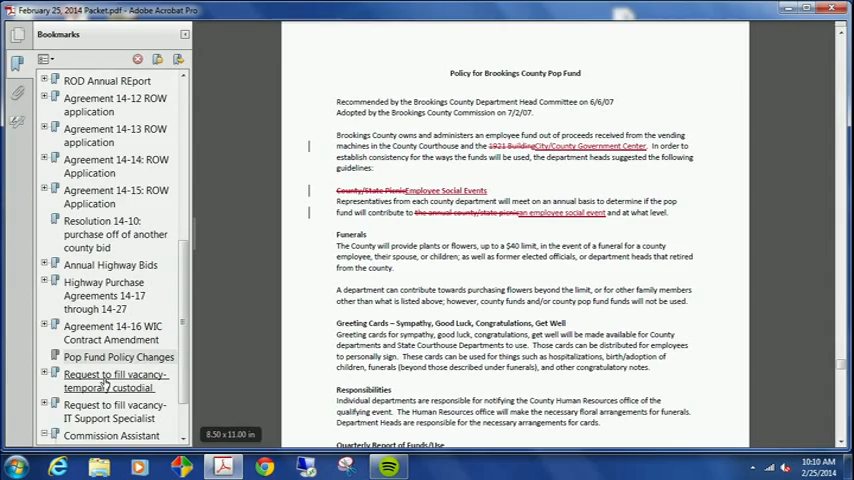 February 25, 2014 Packet.pdf - Adobe Acrobat Pro
Bookmarks
ROD Annual REport
Agreement 14-12 ROW
application
Agreement 14-13 ROW
application
Agreement 14-14: ROW
Application
Agreement 14-15: ROW
Application
Resolution 14-10:
purchase off of another
county bid
Annual Highway Bids
Highway Purchase
Agreements 14-17
through 14-27
Agreement 14-16 WIC
Contract Amendment
Pop Fund Policy Changes
Request to fill vacancy-
temporary custodial
Request to fill vacancy-
IT Support Specialist
Commission Assistant
Policy for Brookings County Pop Fund
Recommended by the Brookings County Department Head Committee on 6/6/07
Adopted by the Brookings County Commission on 7/2/07.
Brookings County owns and administers an employee fund out of proceeds received from the vending
machines in the County Courthouse and the 1921 BuildingCity/County Government Center. In order to
establish consistency for the ways the funds will be used, the department heads suggested the following
guidelines:
County/State PicnicEmployee Social Events
Representatives from each county department will meet on an annual basis to determine if the pop
fund will contribute to the annual county/state picnican employee social event and at what level.
Funerals
The County will provide plants or flowers, up to a $40 limit, in the event of a funeral for a county
employee, their spouse, or children; as well as former elected officials, or department heads that retired
from the county.
A department can contribute towards purchasing flowers beyond the limit, or for other family members
other than what is listed above; however, county funds and/or county pop fund funds will not be used.
Greeting Cards – Sympathy, Good Luck, Congratulations, Get Well
Greeting cards for sympathy, good luck, congratulations, get well will be made available for County
departments and State Courthouse Departments to use. Those cards can be distributed for employees
to personally sign. These cards can be used for things such as hospitalizations, birth/adoption of
children, funerals (beyond those described under funerals), and other congratulatory notes.
Responsibilities
Individual departments are responsible for notifying the County Human Resources office of the
qualifying event. The Human Resources office will make the necessary floral arrangements for funerals.
Department Heads are responsible for the necessary arrangements for cards.
Quarterly Report of Funds/Use
8.50 x 11.00 in
10:10 AM
2/25/2014